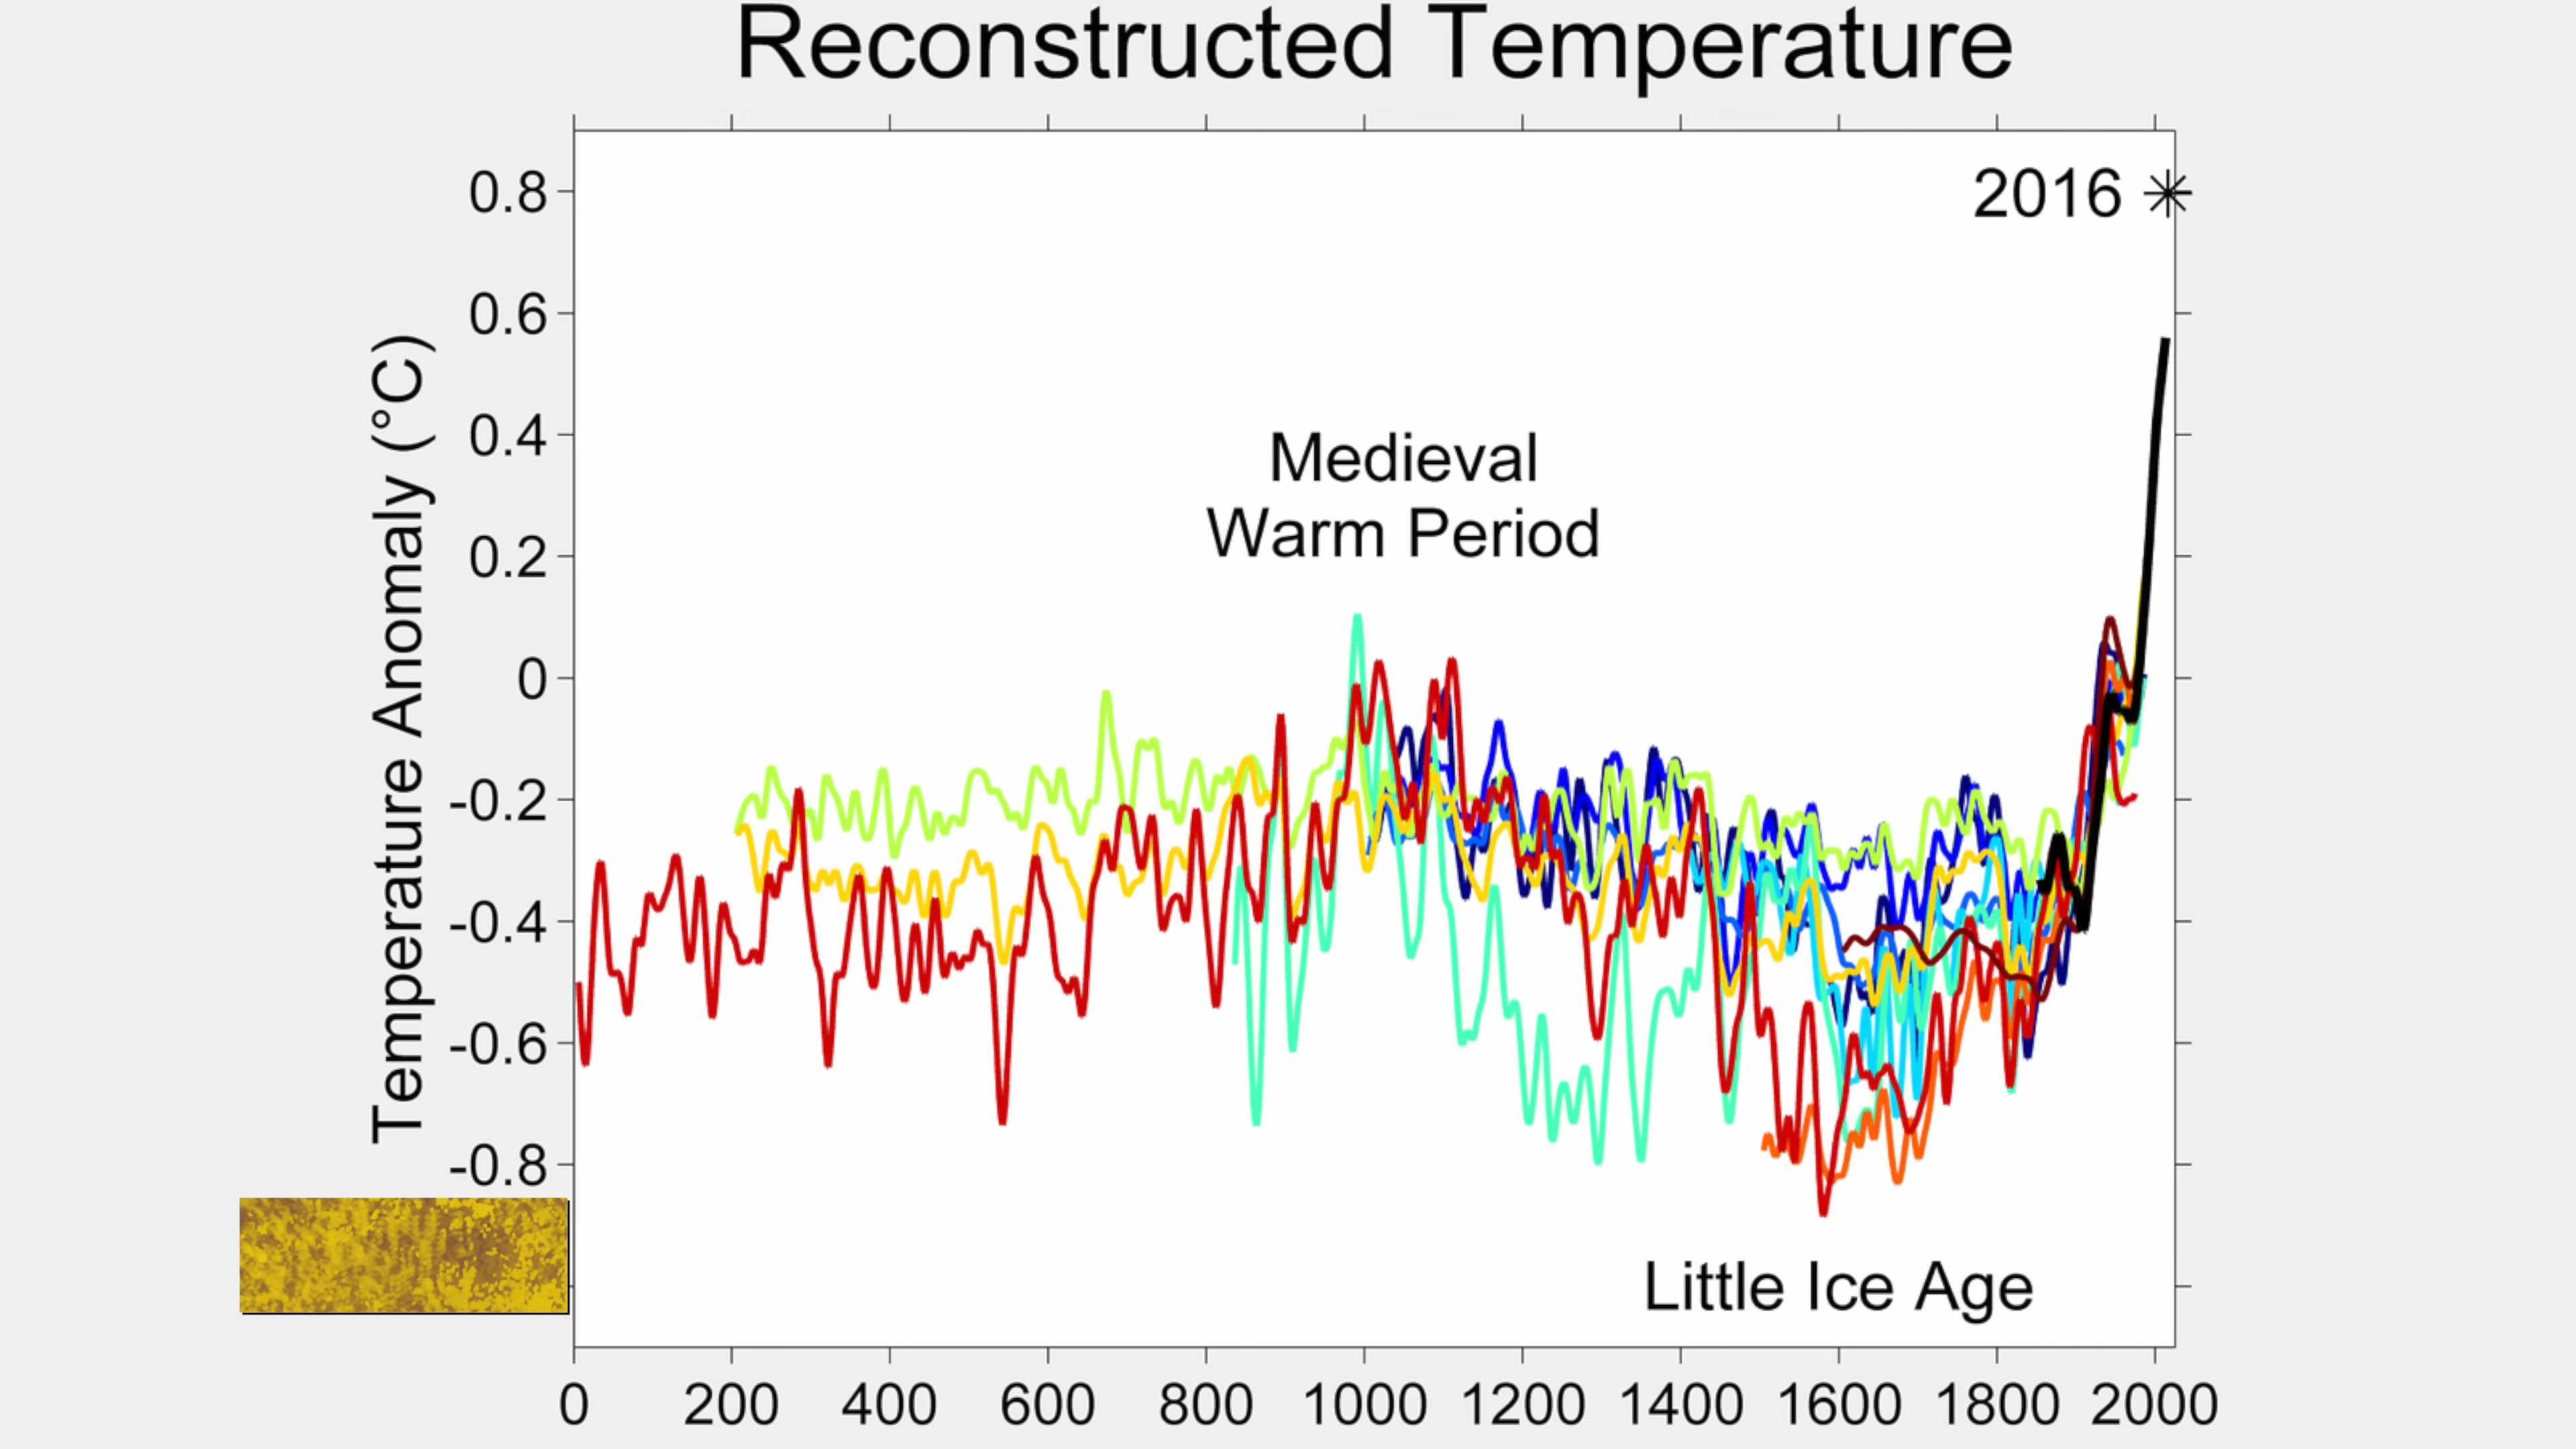 Reconstructed Temperature
2016
Medieval
Warm Period
Little Ice Age
Temperature Anomaly (°C)
0.8
0.6
0.4
0.2
0
-0.2
-0.4
-0.6
-0.8
0 200 400 600 800 1000 1200 1400 1600 1800 2000